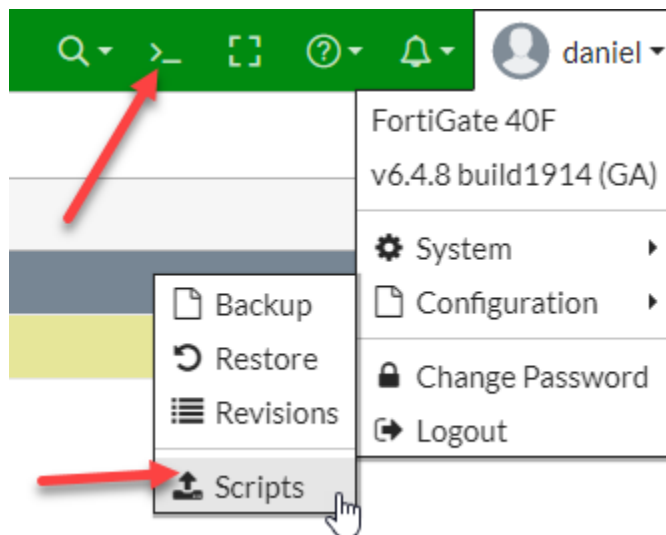 daniel
FortiGate 40F
v6.4.8 build1914 (GA)
System
Configuration
Change Password
Logout
Backup
Restore
Revisions
Scripts